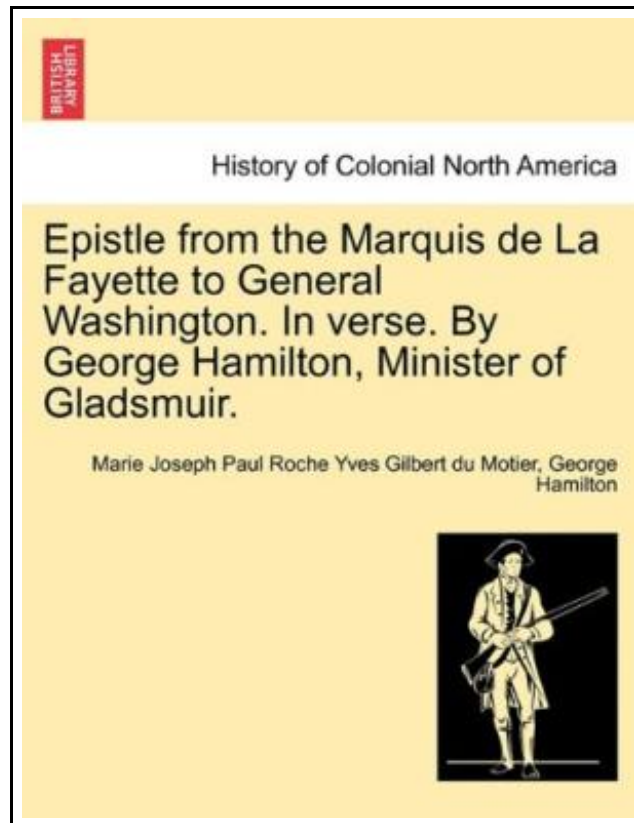 BRITISH
LIBRARY
History of Colonial North America
Epistle from the Marquis de La
Fayette to General
Washington. In verse. By
George Hamilton, Minister of
Gladsmuir.
Marie Joseph Paul Roche Yves Gilbert du Motier, George
Hamilton